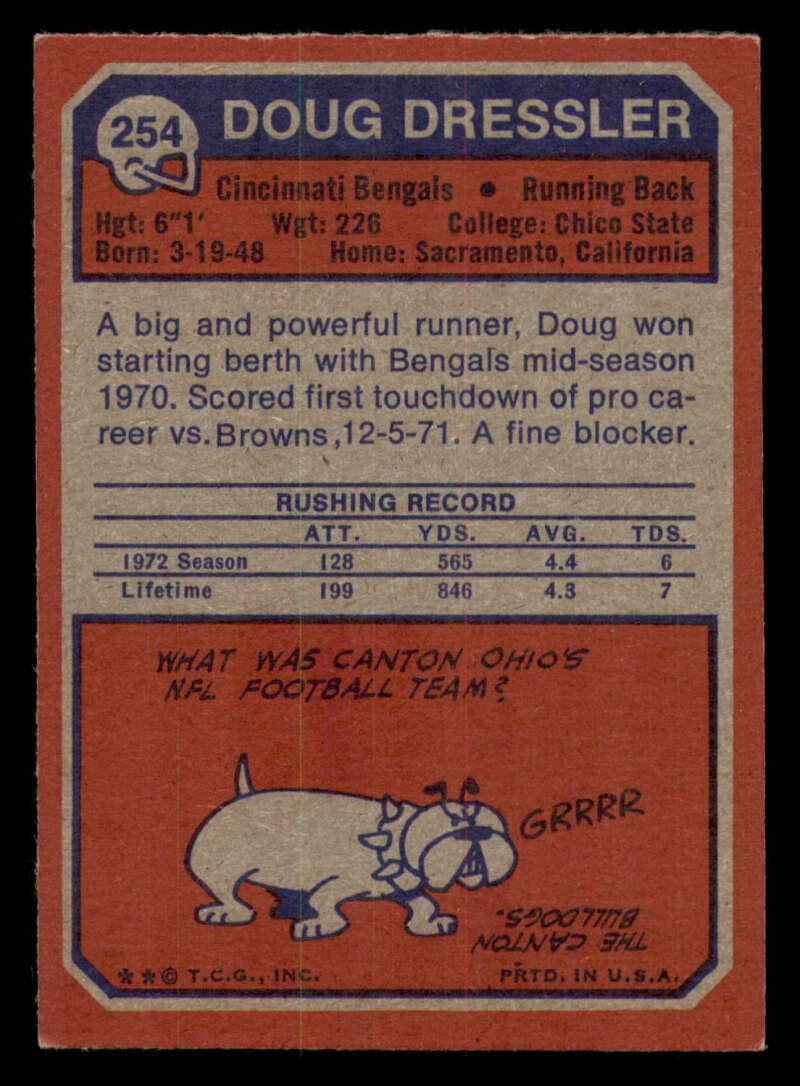 254 DOUG DRESSLER
Cincinnati Bengals • Running Back
Hgt: 6"1' Wgt: 226 College: Chico State
Born: 3-19-48 Home: Sacramento, California
A big and powerful runner, Doug won
starting berth with Bengals mid-season
1970. Scored first touchdown of pro ca-
reer vs. Browns, 12-5-71. A fine blocker.
RUSHING RECORD
ATT. YDS. AVG. TDS.
1972 Season 128 565 4.4 6
Lifetime 199 846 4.3 7
WHAT WAS CANTON OHIO'S
NFL FOOTBALL TEAM?
GRRRR
THE CANTON
BULLDOGS.
**© T.C.G., INC. PRTD. IN U.S.A.